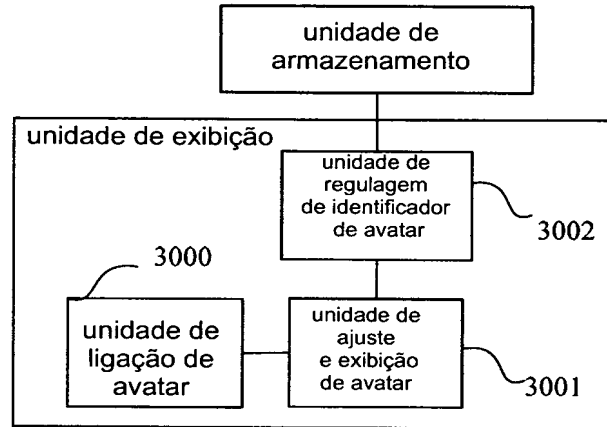 unidade de
armazenamento
unidade de exibição
unidade de
regulagem
de identificador
de avatar
3002
3000
unidade de
ligação de
avatar
unidade de
ajuste
e exibição
de avatar
3001